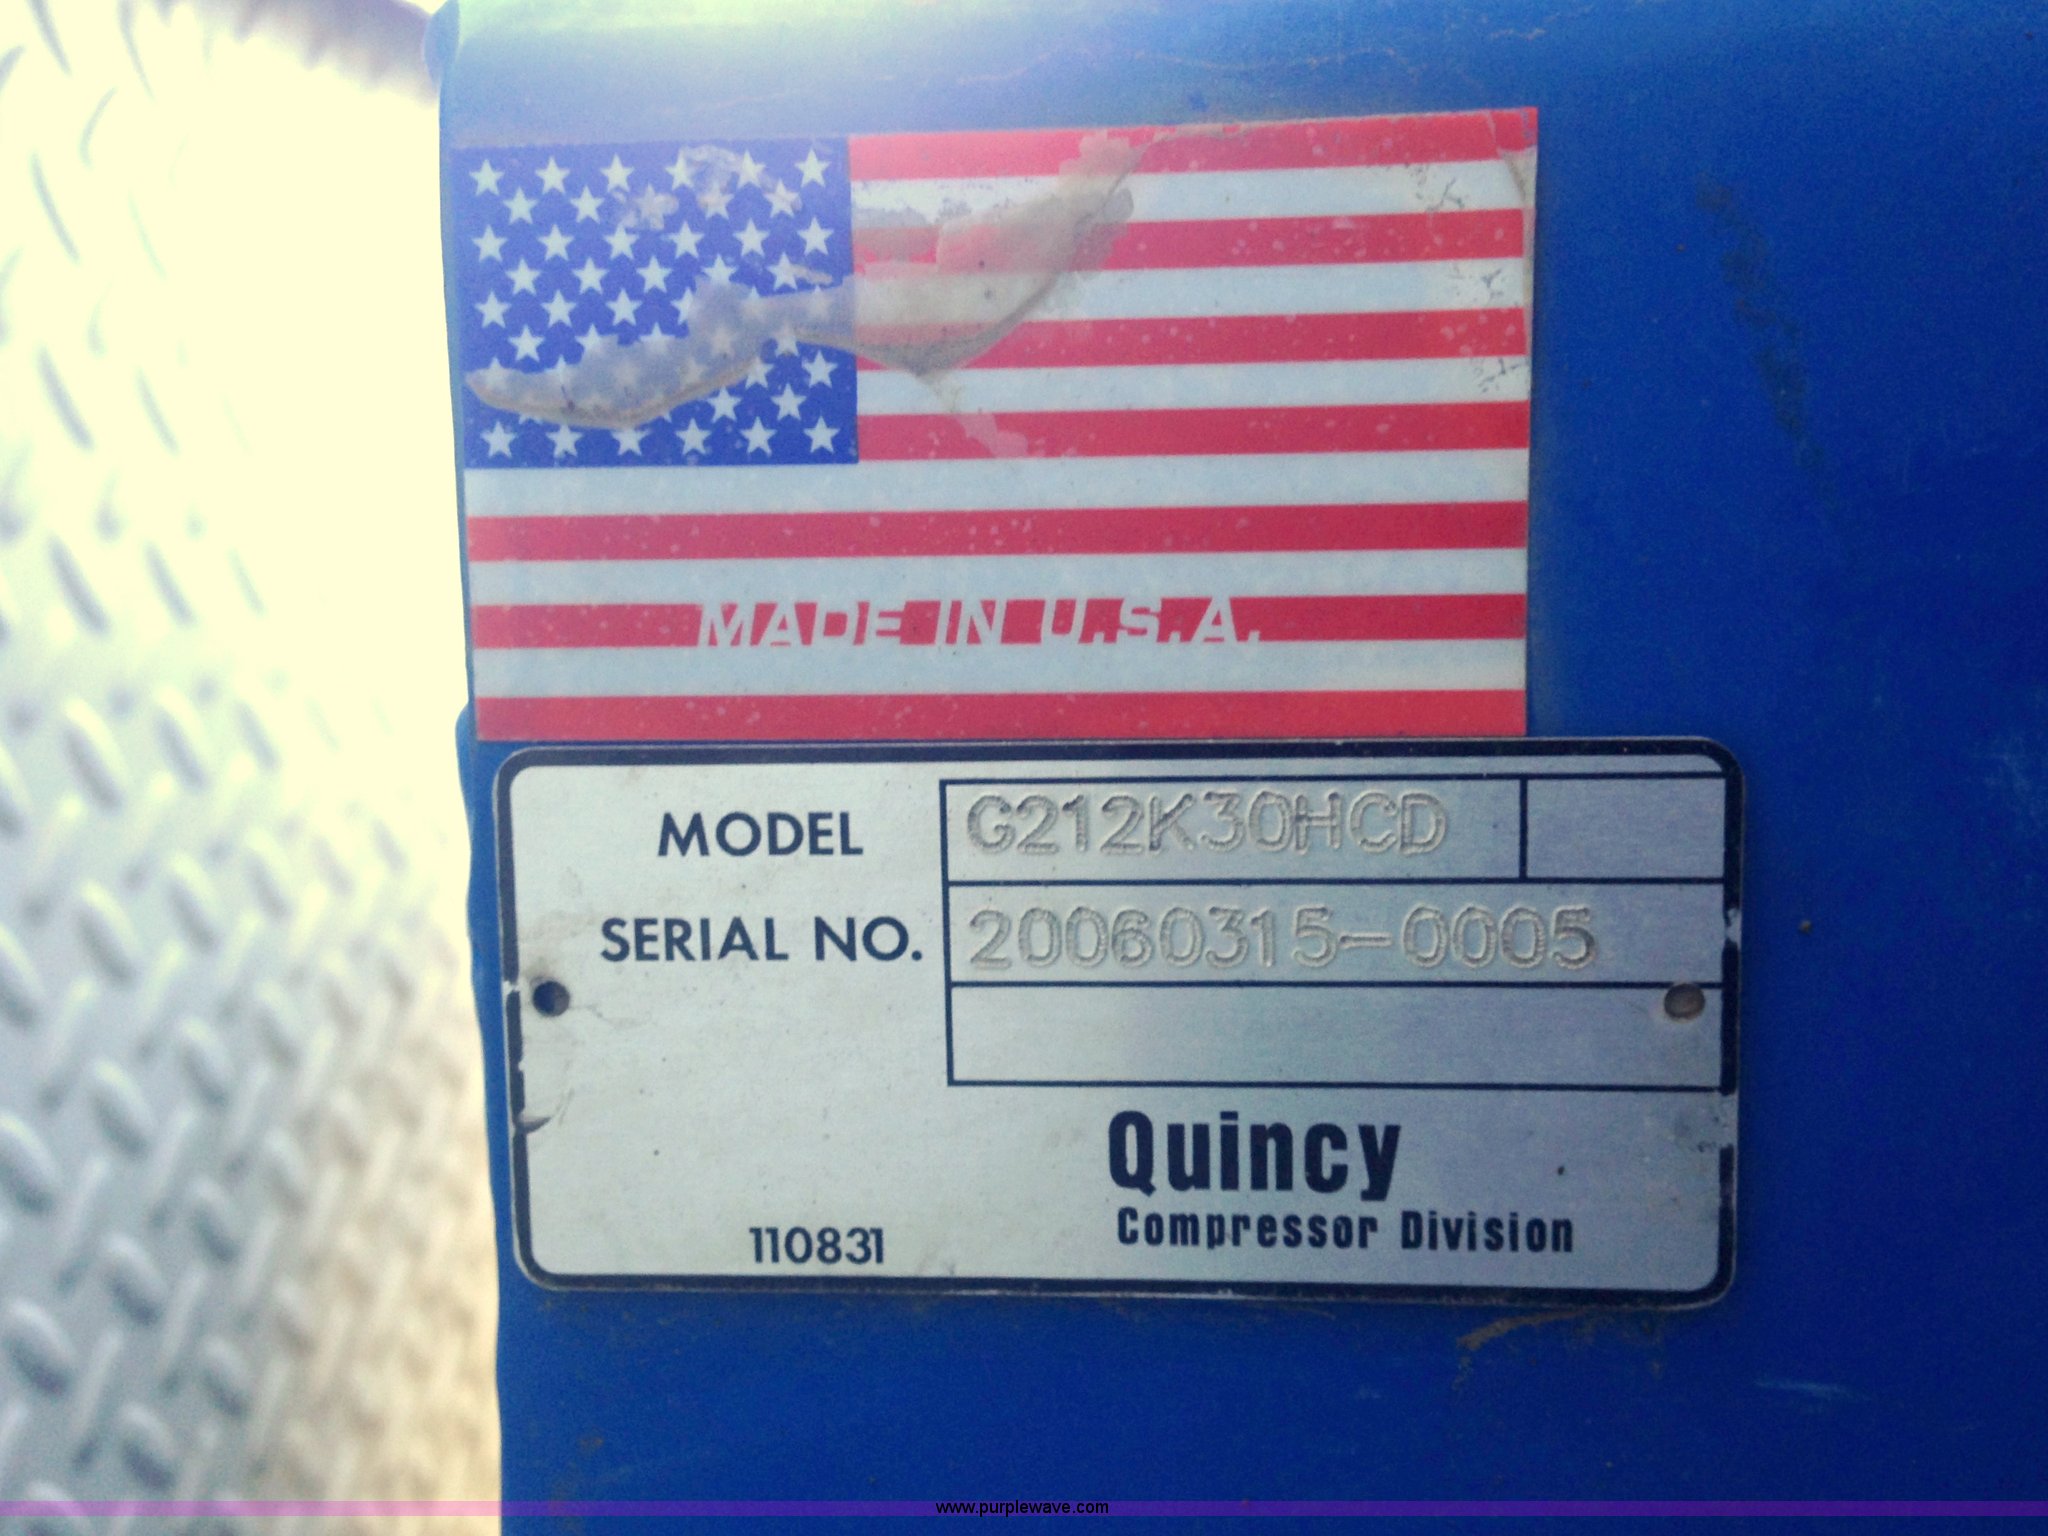 MADE IN U.S.A.
MODEL G212K30HCD
SERIAL NO. 20060315-0005
Quincy
Compressor Division
110831
www.purplewave.com